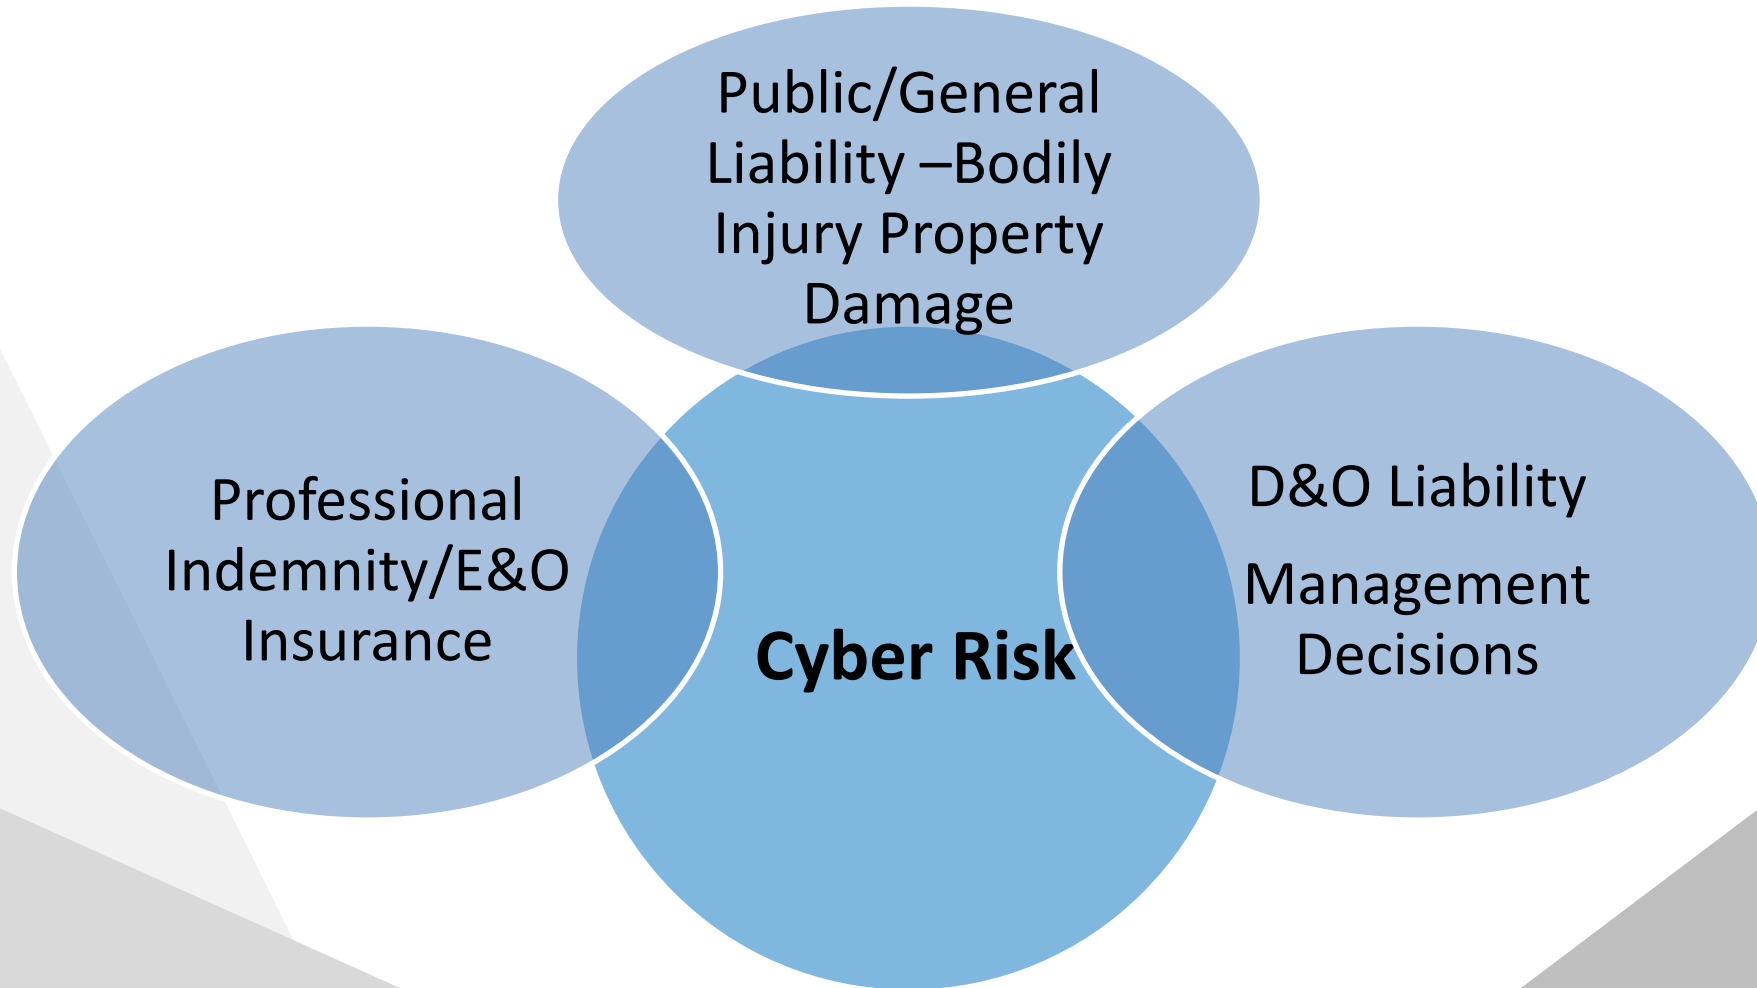 Public/General
Liability –Bodily
Injury Property
Damage
Professional
Indemnity/E&O
Insurance
Cyber Risk
D&O Liability
Management
Decisions